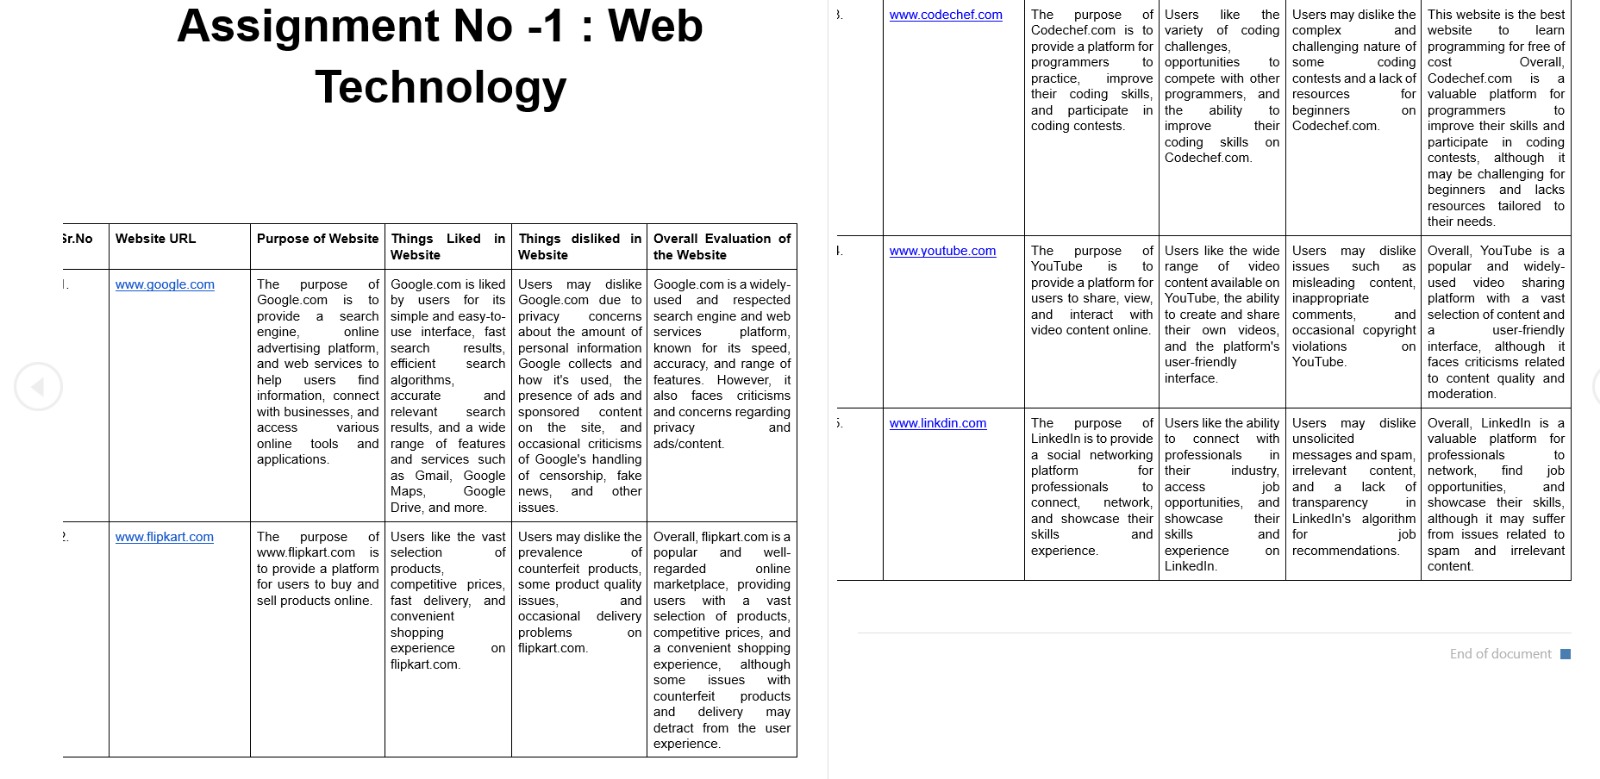 Assignment No -1 : Web
Technology
Sr.No
Website URL
Purpose of Website
Things Liked in
Website
Things disliked in
Website
Overall Evaluation of
the Website
1.
www.google.com
The purpose of
Google.com is to
provide a search
engine, online
advertising platform,
and web services to
help users find
information, connect
with businesses, and
access various
online tools and
applications.
Google.com is liked
by users for its
simple and easy-to-
use interface, fast
search results,
efficient search
algorithms,
accurate and
relevant search
results, and a wide
range of features
and services such
as Gmail, Google
Maps, Google
Drive, and more.
Users may dislike
Google.com due to
privacy concerns
about the amount of
personal information
Google collects and
how it's used, the
presence of ads and
sponsored content
on the site, and
occasional criticisms
of Google's handling
of censorship, fake
news, and other
issues.
Google.com is a widely-
used and respected
search engine and web
services platform,
known for its speed,
accuracy, and range of
features. However, it
also faces criticisms
and concerns regarding
privacy and
ads/content.
2.
www.flipkart.com
The purpose of
www.flipkart.com is
to provide a platform
for users to buy and
sell products online.
Users like the vast
selection of
products,
competitive prices,
fast delivery, and
convenient
shopping
experience on
flipkart.com.
Users may dislike the
prevalence of
counterfeit products,
some product quality
issues, and
occasional delivery
problems on
flipkart.com.
Overall, flipkart.com is a
popular and well-
regarded online
marketplace, providing
users with a vast
selection of products,
competitive prices, and
a convenient shopping
experience, although
some issues with
counterfeit products
and delivery may
detract from the user
experience.
3.
www.codechef.com
The purpose of
Codechef.com is to
provide a platform for
programmers to
practice, improve
their coding skills,
and participate in
coding contests.
Users like the
variety of coding
challenges,
opportunities to
compete with other
programmers, and
the ability to
improve their
coding skills on
Codechef.com.
Users may dislike the
complex and
challenging nature of
some coding
contests and a lack of
resources for
beginners on
Codechef.com.
This website is the best
website to learn
programming for free of
cost Overall,
Codechef.com is a
valuable platform for
programmers to
improve their skills and
participate in coding
contests, although it
may be challenging for
beginners and lacks
resources tailored to
their needs.
4.
www.youtube.com
The purpose of
YouTube is to
provide a platform for
users to share, view,
and interact with
video content online.
Users like the wide
range of video
content available on
YouTube, the ability
to create and share
their own videos,
and the platform's
user-friendly
interface.
Users may dislike
issues such as
misleading content,
inappropriate
comments, and
occasional copyright
violations on
YouTube.
Overall, YouTube is a
popular and widely-
used video sharing
platform with a vast
selection of content and
a user-friendly
interface, although it
faces criticisms related
to content quality and
moderation.
5.
www.linkdin.com
The purpose of
LinkedIn is to provide
a social networking
platform for
professionals to
connect, network,
and showcase their
skills and
experience.
Users like the ability
to connect with
professionals in
their industry,
access job
opportunities, and
showcase their
skills and
experience on
LinkedIn.
Users may dislike
unsolicited
messages and spam,
irrelevant content,
and a lack of
transparency in
LinkedIn's algorithm
for job
recommendations.
Overall, LinkedIn is a
valuable platform for
professionals to
network, find job
opportunities, and
showcase their skills,
although it may suffer
from issues related to
spam and irrelevant
content.
End of document